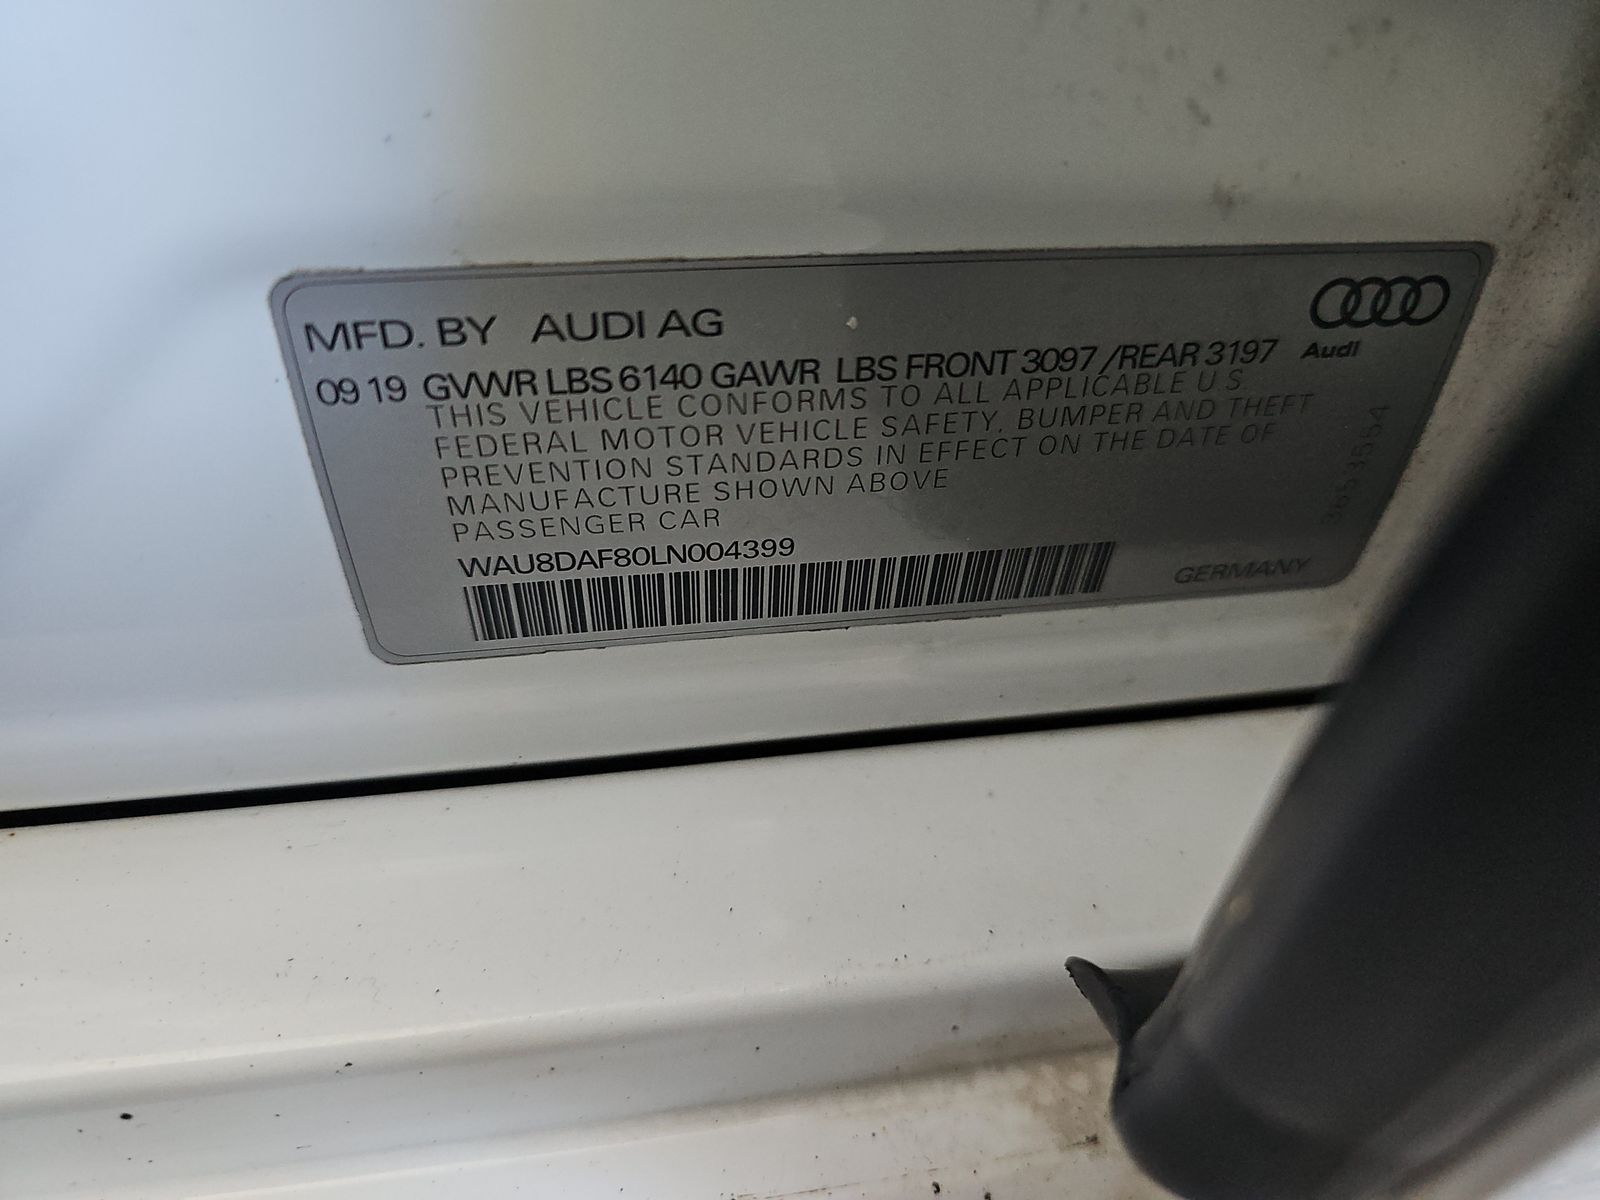 MFD. BY AUDI AG
Audi
09 19 GVWR LBS 6140 GAWR LBS FRONT 3097 /REAR 3197
THIS VEHICLE CONFORMS TO ALL APPLICABLE U.S.
FEDERAL MOTOR VEHICLE SAFETY, BUMPER AND THEFT
PREVENTION STANDARDS IN EFFECT ON THE DATE OF
MANUFACTURE SHOWN ABOVE
PASSENGER CAR
WAU8DAF80LN004399
GERMANY